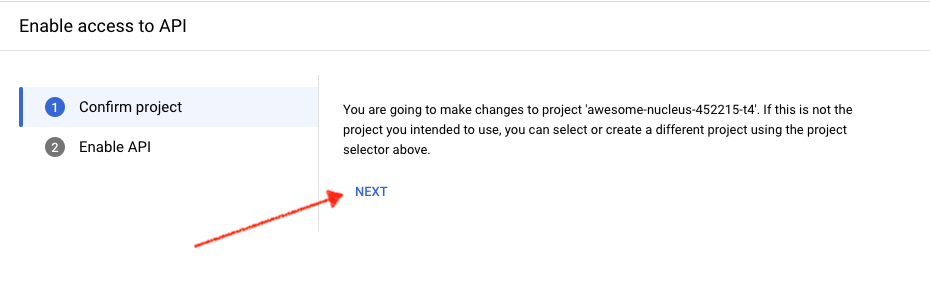 Enable access to API
1 Confirm project
2 Enable API
You are going to make changes to project 'awesome-nucleus-452215-t4'. If this is not the
project you intended to use, you can select or create a different project using the project
selector above.
NEXT